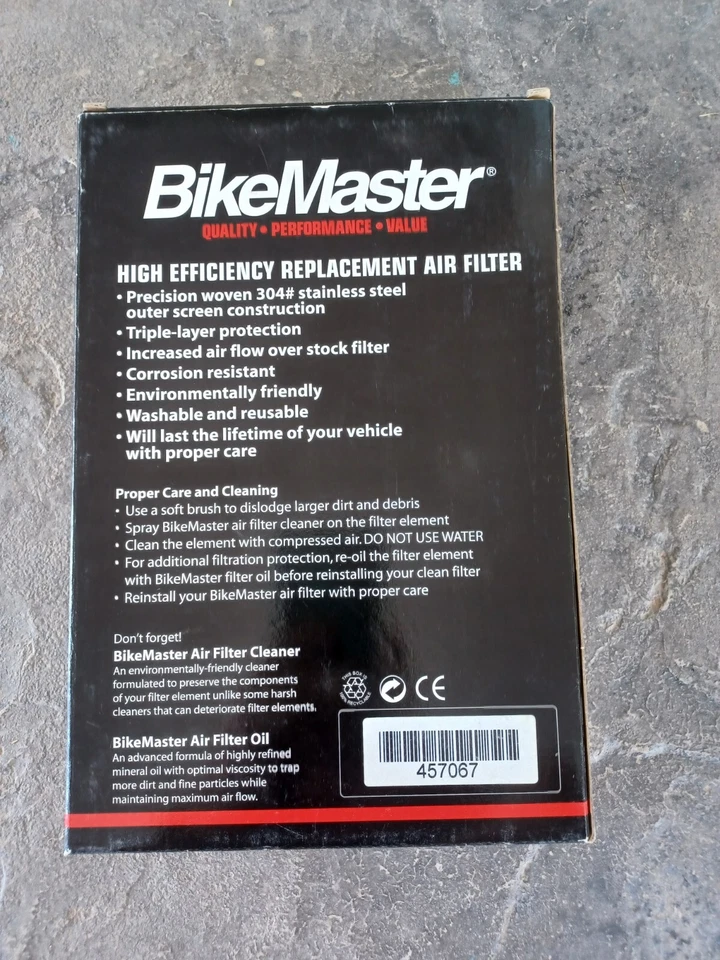 BikeMaster®
QUALITY • PERFORMANCE • VALUE
HIGH EFFICIENCY REPLACEMENT AIR FILTER
• Precision woven 304# stainless steel
outer screen construction
• Triple-layer protection
• Increased air flow over stock filter
• Corrosion resistant
• Environmentally friendly
• Washable and reusable
• Will last the lifetime of your vehicle
with proper care
Proper Care and Cleaning
• Use a soft brush to dislodge larger dirt and debris
• Spray BikeMaster air filter cleaner on the filter element
• Clean the element with compressed air. DO NOT USE WATER
• For additional filtration protection, re-oil the filter element
with BikeMaster filter oil before reinstalling your clean filter
• Reinstall your BikeMaster air filter with proper care
Don't forget!
BikeMaster Air Filter Cleaner
An environmentally-friendly cleaner
formulated to preserve the components
of your filter element unlike some harsh
cleaners that can deteriorate filter elements.
BikeMaster Air Filter Oil
An advanced formula of highly refined
mineral oil with optimal viscosity to trap
more dirt and fine particles while
maintaining maximum air flow.
THIS BOX IS
RECYCLABLE
CE
457067